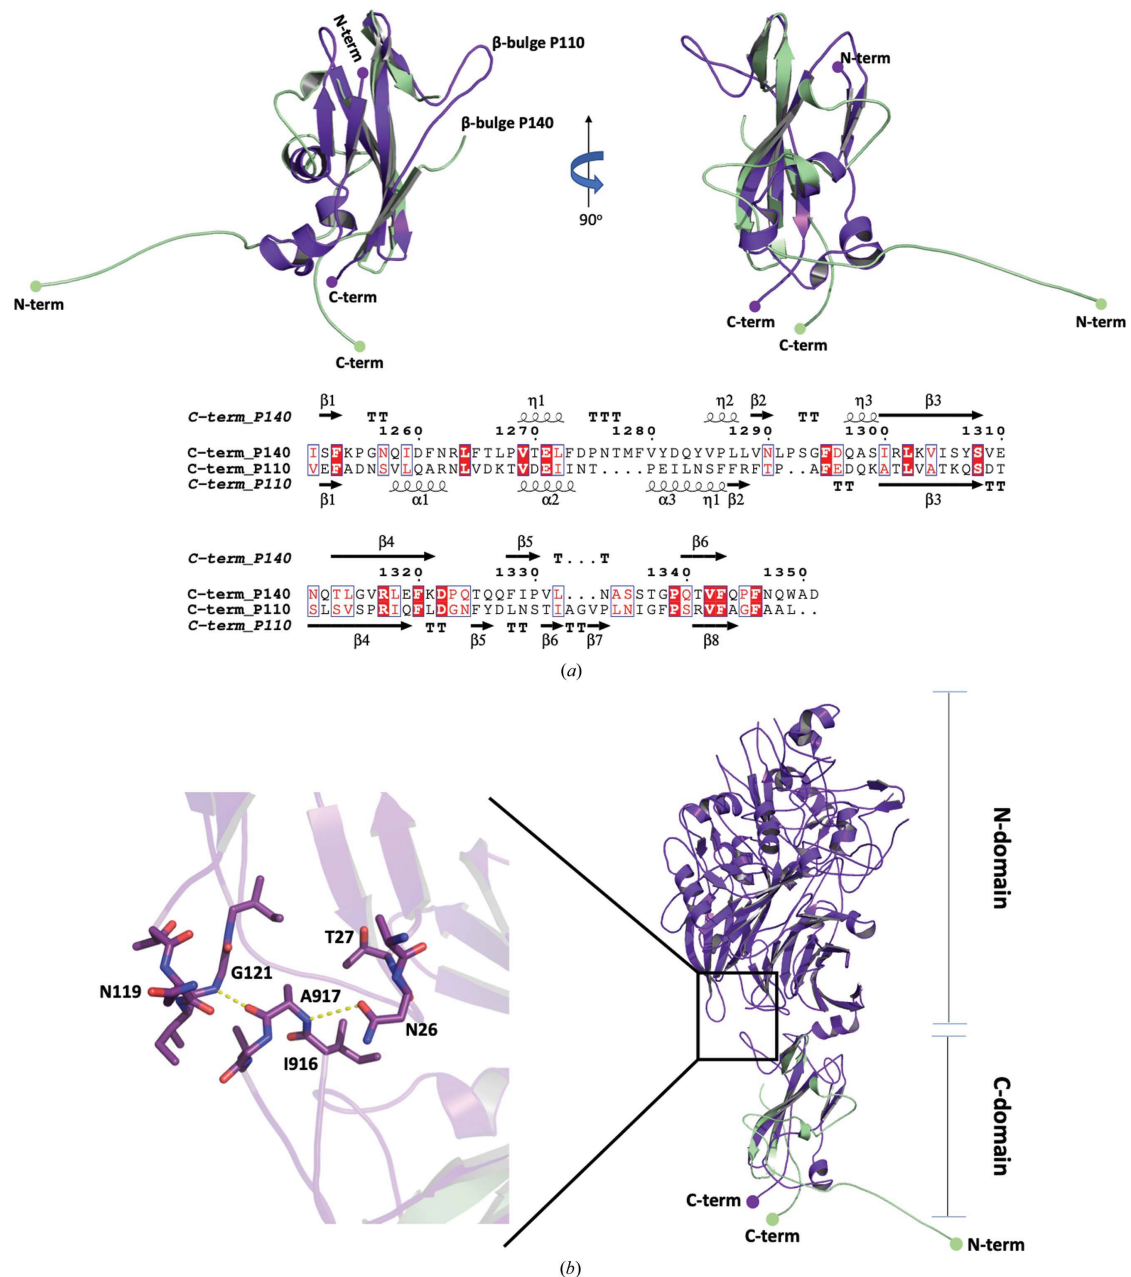 N-term
β-bulge P110
β-bulge P140
N-term
C-term
C-term
90°
N-term
C-term
C-term
N-term
β1 η1 η2 β2 η3 β3
C-term_P140 TT TTT TT
1260 1270 1280 1290 1300 1310
C-term_P140 ISFKPGNQIDFNRLFTLPVTELFDPNTMFVYDQYVPLLVNLPSGFDQASIRLKVISYSVE
C-term_P110 VEFADNSVLQARNLVDKTVDEIINT....PEILNSFFRFTP.AFEDQKATLVATKQSDT
C-term_P110 TT TT
β1 α1 α2 α3 η1 β2 β3
β4 β5 β6
C-term_P140 T...T
1320 1330 1340 1350
C-term_P140 NQTLGVRLEFKDPQTQQFIPVL...NASSTGPQTVFQPFNQWAD
C-term_P110 SLSVSPRIQFLDGNFYDLNSTIAGVPLNIGFPSRVFAGFAAL..
C-term_P110 TT TT TT
β4 β5 β6 β7 β8
(a)
N-domain
C-domain
T27
G121
N119
A917
N26
I916
C-term
C-term
N-term
(b)